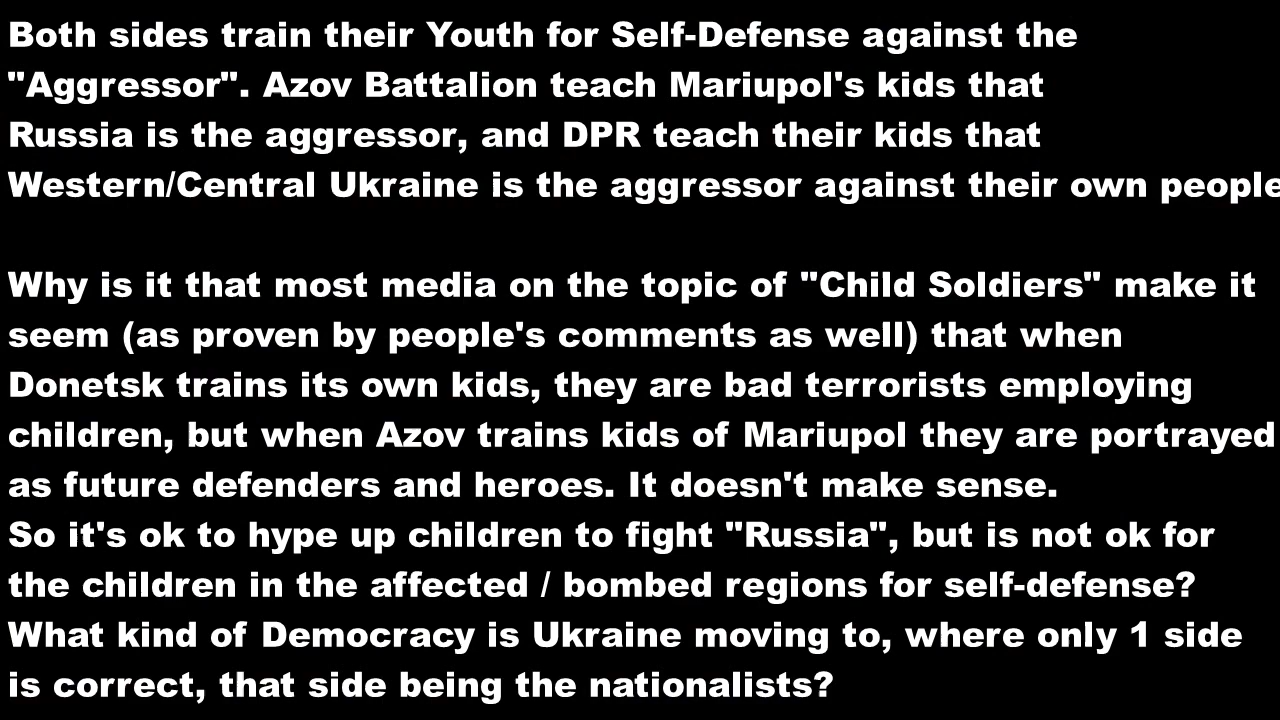 Both sides train their Youth for Self-Defense against the
"Aggressor". Azov Battalion teach Mariupol's kids that
Russia is the aggressor, and DPR teach their kids that
Western/Central Ukraine is the aggressor against their own people
Why is it that most media on the topic of "Child Soldiers" make it
seem (as proven by people's comments as well) that when
Donetsk trains its own kids, they are bad terrorists employing
children, but when Azov trains kids of Mariupol they are portrayed
as future defenders and heroes. It doesn't make sense.
So it's ok to hype up children to fight "Russia", but is not ok for
the children in the affected / bombed regions for self-defense?
What kind of Democracy is Ukraine moving to, where only 1 side
is correct, that side being the nationalists?